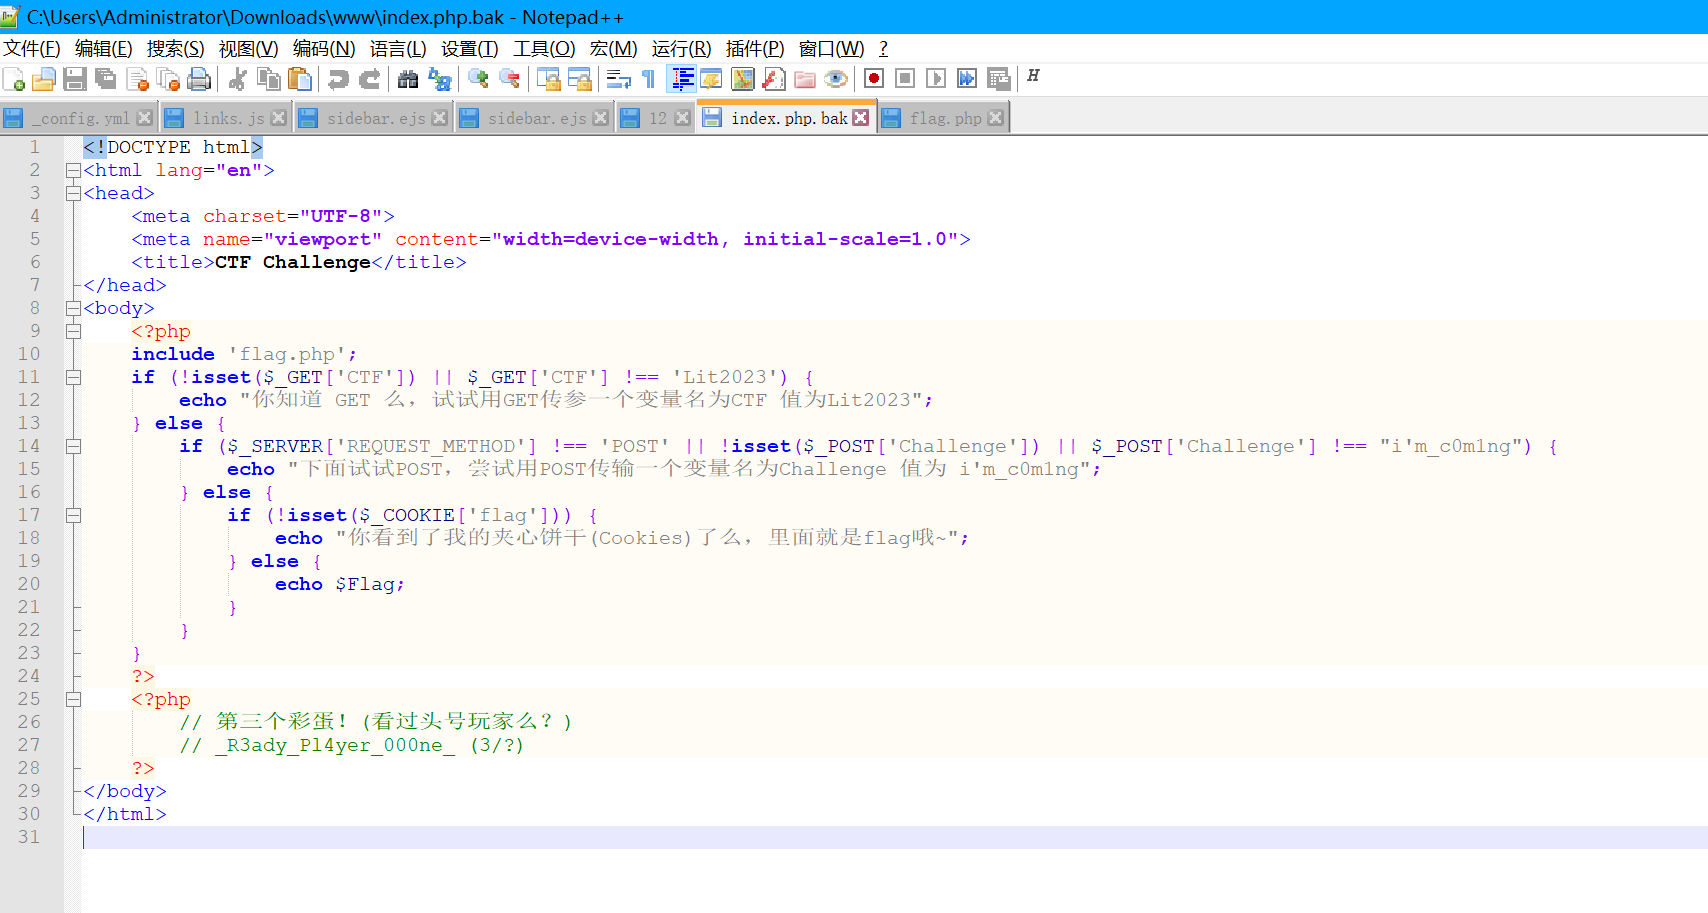 C:\Users\Administrator\Downloads\www\index.php.bak - Notepad++
文件(F) 编辑(E) 搜索(S) 视图(V) 编码(N) 语言(L) 设置(T) 工具(O) 宏(M) 运行(R) 插件(P) 窗口(W) ?
H
_config.yml links.js sidebar.ejs sidebar.ejs 12 index.php.bak flag.php
1 <!DOCTYPE html>
2 <html lang="en">
3 <head>
4 <meta charset="UTF-8">
5 <meta name="viewport" content="width=device-width, initial-scale=1.0">
6 <title>CTF Challenge</title>
7 </head>
8 <body>
9 <?php
10 include 'flag.php';
11 if (!isset($_GET['CTF']) || $_GET['CTF'] !== 'Lit2023') {
12 echo "你知道 GET 么，试试用GET传参一个变量名为CTF 值为Lit2023";
13 } else {
14 if ($_SERVER['REQUEST_METHOD'] !== 'POST' || !isset($_POST['Challenge']) || $_POST['Challenge'] !== "i'm_c0m1ng") {
15 echo "下面试试POST，尝试用POST传输一个变量名为Challenge 值为 i'm_c0m1ng";
16 } else {
17 if (!isset($_COOKIE['flag'])) {
18 echo "你看到了我的夹心饼干(Cookies)了么，里面就是flag哦~";
19 } else {
20 echo $Flag;
21 }
22 }
23 }
24 ?>
25 <?php
26 // 第三个彩蛋！(看过头号玩家么？)
27 // _R3ady_Pl4yer_000ne_ (3/?)
28 ?>
29 </body>
30 </html>
31